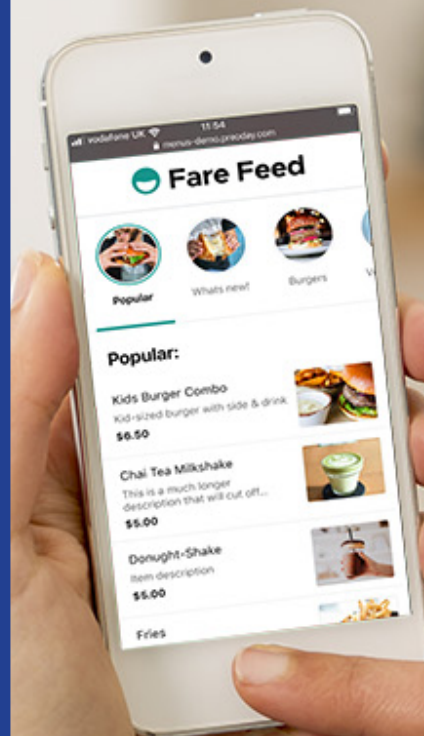 vodafone UK 11:54
menus-demo.preoday.com
Fare Feed
Popular
Whats new!
Burgers
Popular:
Kids Burger Combo
Kid-sized burger with side & drink
$6.50
Chai Tea Milkshake
This is a much longer
description that will cut off...
$5.00
Donught-Shake
Item description
$5.00
Fries